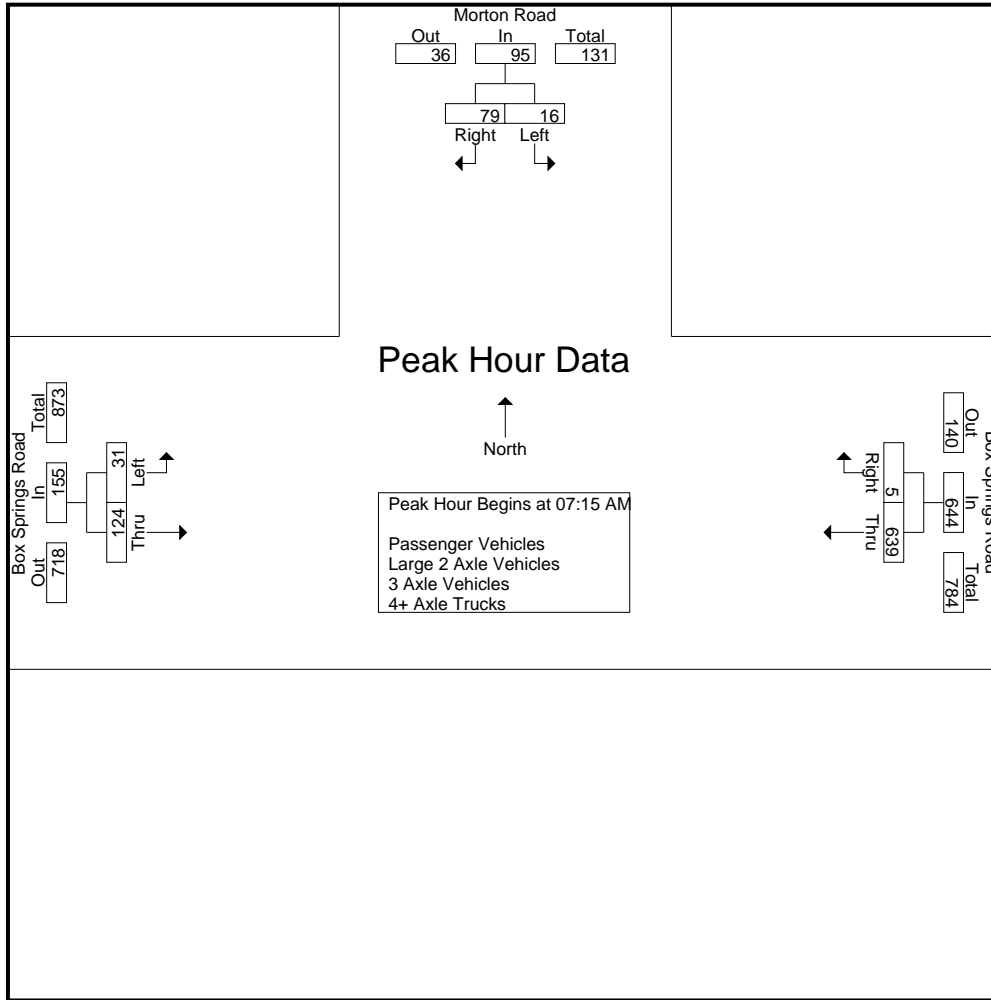 Morton Road
Out In Total
36 95 131
79 16
Right Left
Peak Hour Data
North
Peak Hour Begins at 07:15 AM
Passenger Vehicles
Large 2 Axle Vehicles
3 Axle Vehicles
4+ Axle Trucks
Box Springs Road
Out In Total
718 155 873
124 31
Thru Left
Box Springs Road
Out In Total
140 644 784
5 639
Right Thru